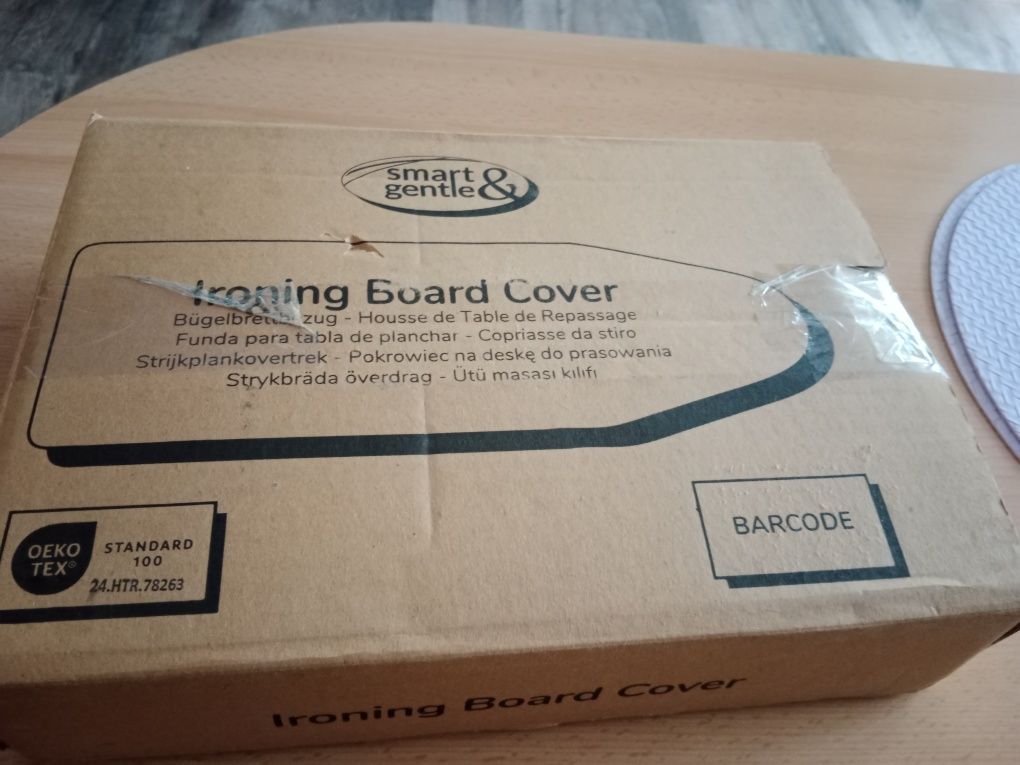 smart &
gentle
Ironing Board Cover
Bügelbrettbezug - Housse de Table de Repassage
Funda para tabla de planchar - Copriasse da stiro
Strijkplankovertrek - Pokrowiec na deskę do prasowania
Strykbräda överdrag - Ütü masası kılıfı
OEKO
TEX®
STANDARD
100
24.HTR.78263
BARCODE
Ironing Board Cover